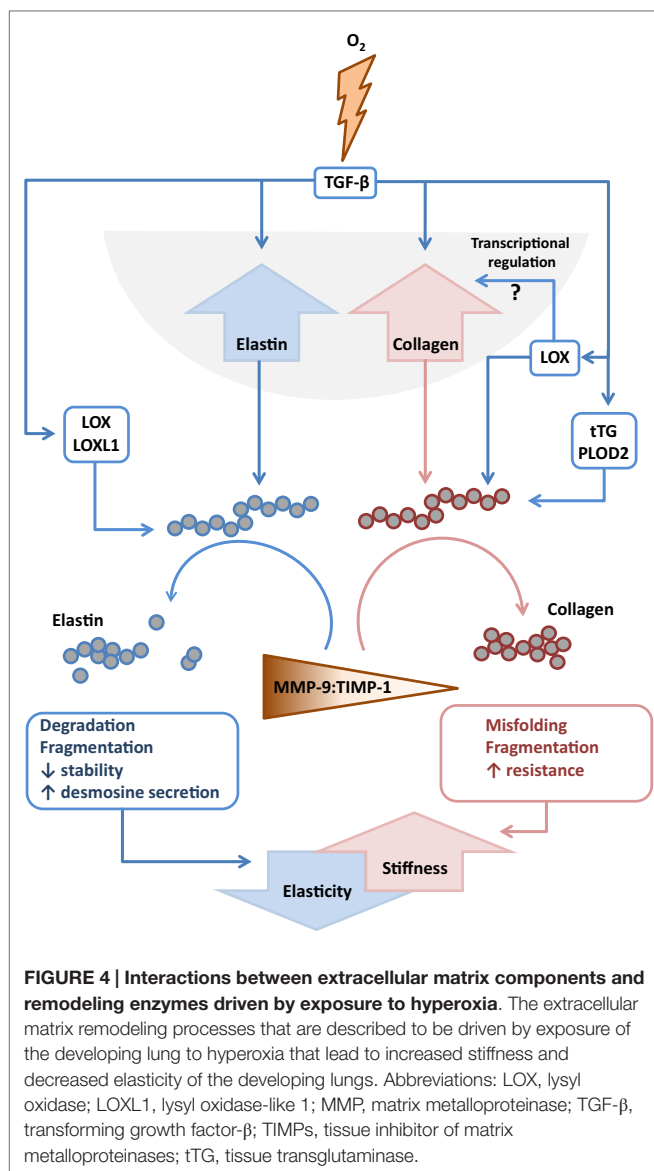 O2
TGF-β
Transcriptional
regulation
?
Elastin
Collagen
LOX
LOX
LOXL1
tTG
PLOD2
Elastin
Collagen
MMP-9:TIMP-1
Degradation
Fragmentation
↓ stability
↑ desmosine secretion
Misfolding
Fragmentation
↑ resistance
Stiffness
Elasticity
FIGURE 4 | Interactions between extracellular matrix components and
remodeling enzymes driven by exposure to hyperoxia. The extracellular
matrix remodeling processes that are described to be driven by exposure of
the developing lung to hyperoxia that lead to increased stiffness and
decreased elasticity of the developing lungs. Abbreviations: LOX, lysyl
oxidase; LOXL1, lysyl oxidase-like 1; MMP, matrix metalloproteinase; TGF-β,
transforming growth factor-β; TIMPs, tissue inhibitor of matrix
metalloproteinases; tTG, tissue transglutaminase.